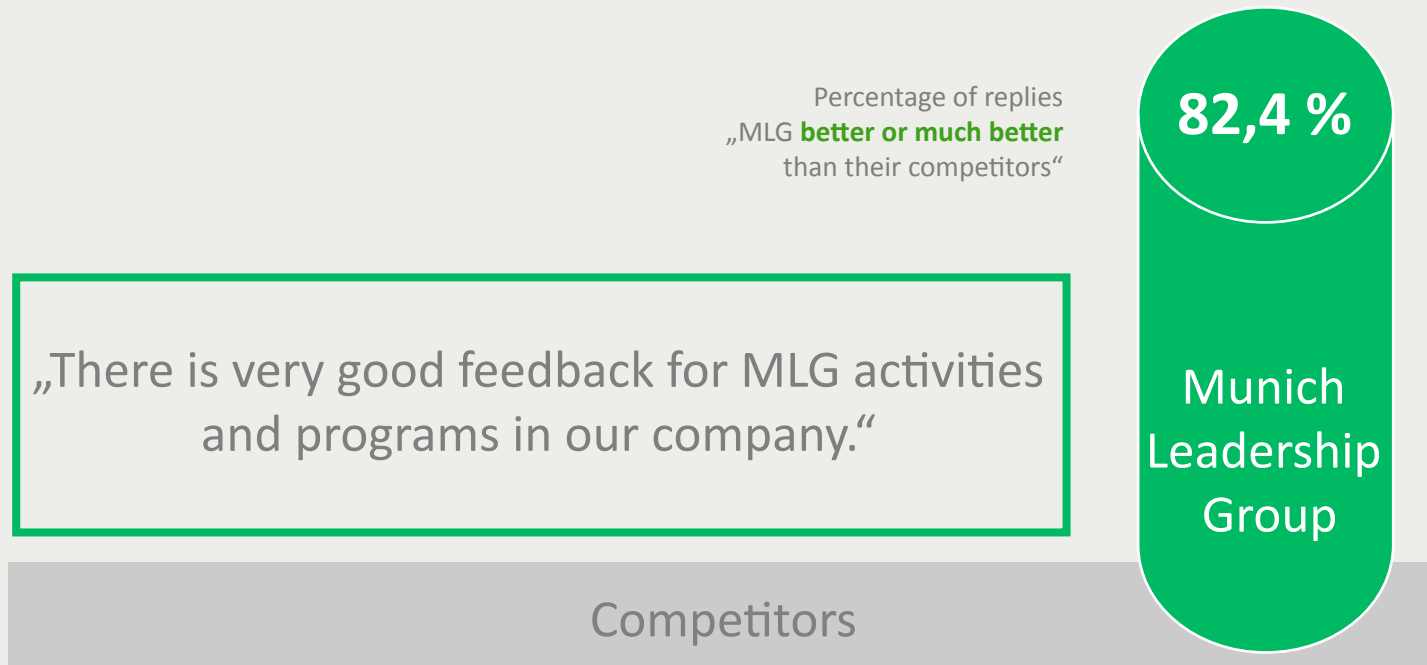 Percentage of replies
„MLG better or much better
than their competitors“
82,4 %
„There is very good feedback for MLG activities
and programs in our company.“
Munich
Leadership
Group
Competitors